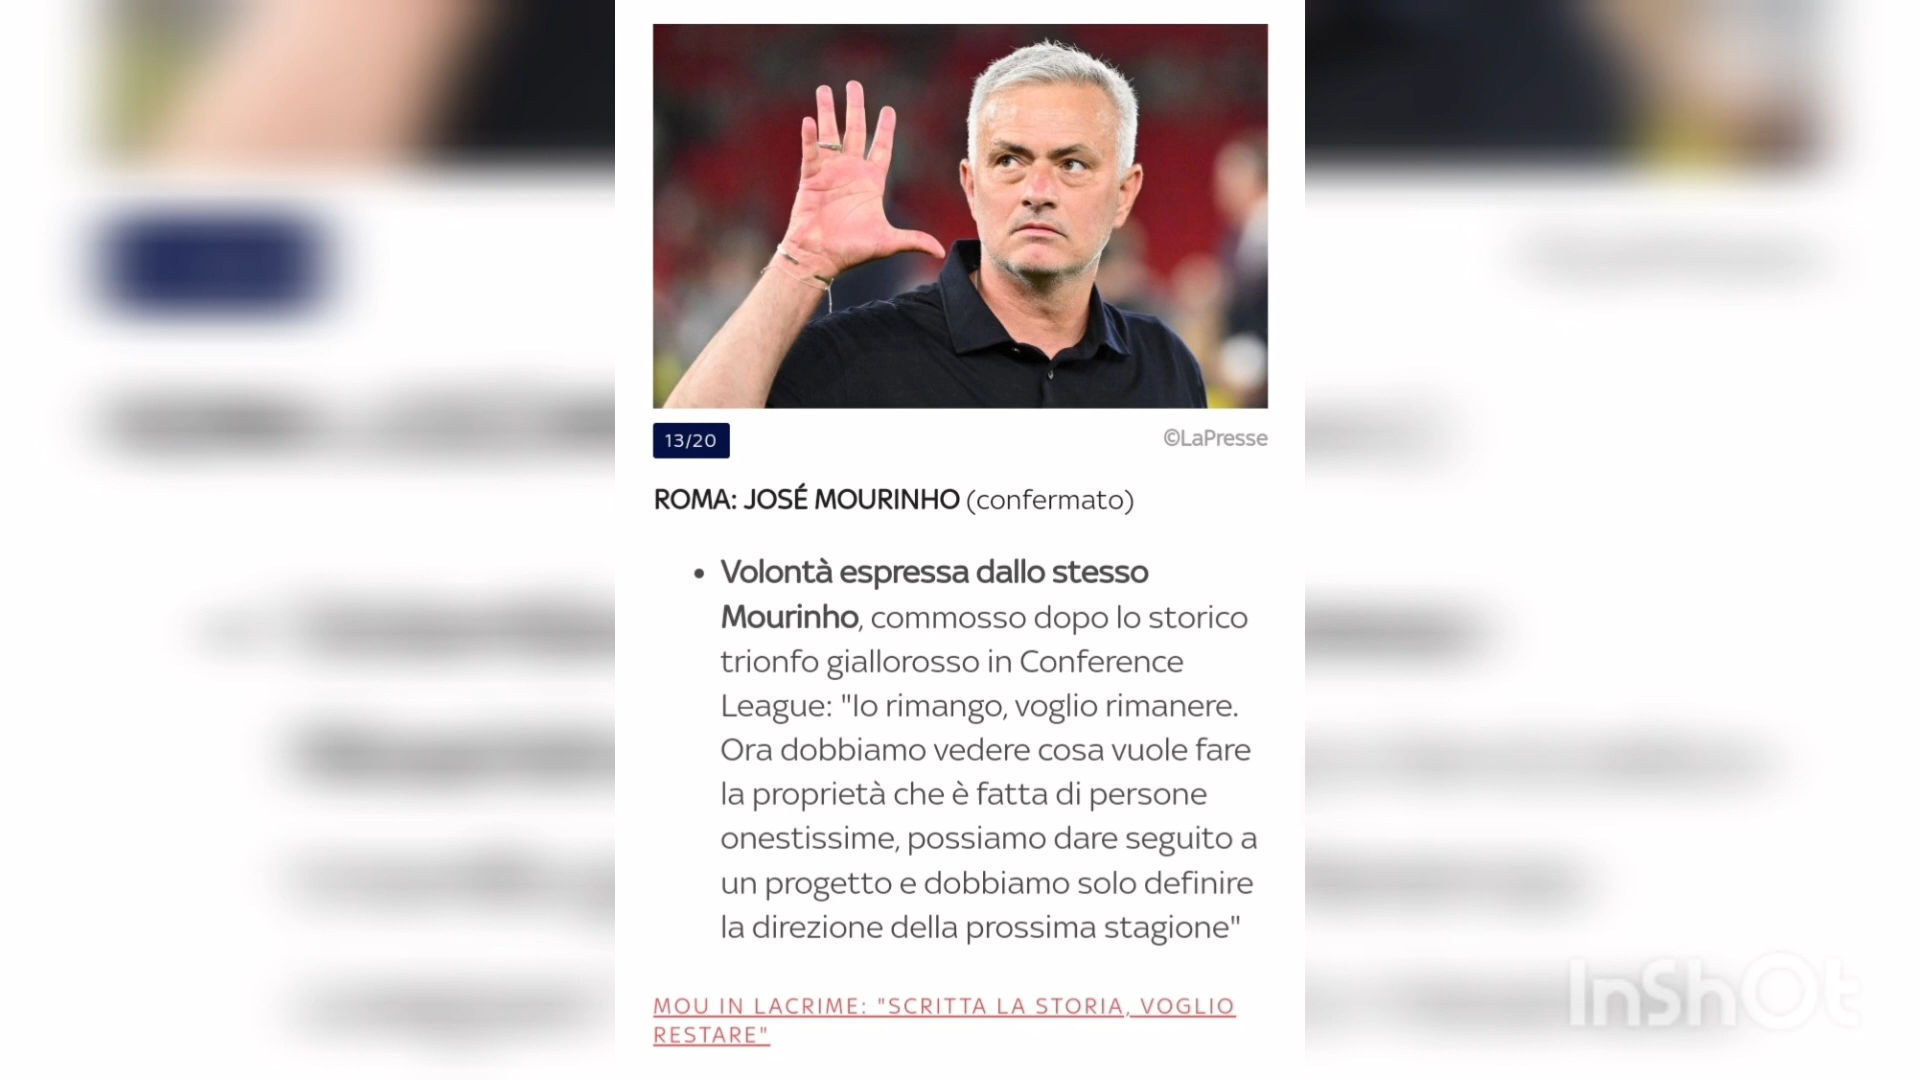 13/20
©LaPresse
ROMA: JOSÉ MOURINHO (confermato)
• Volontà espressa dallo stesso
Mourinho, commosso dopo lo storico
trionfo giallorosso in Conference
League: "Io rimango, voglio rimanere.
Ora dobbiamo vedere cosa vuole fare
la proprietà che è fatta di persone
onestissime, possiamo dare seguito a
un progetto e dobbiamo solo definire
la direzione della prossima stagione"
MOU IN LACRIME: "SCRITTA LA STORIA, VOGLIO
RESTARE"
InShOt